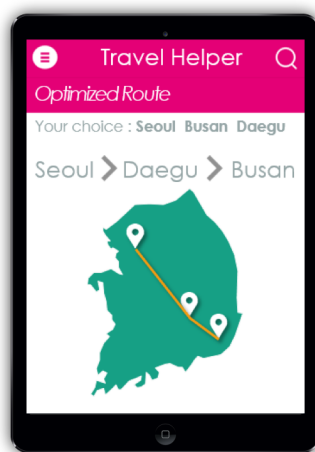 Travel Helper
Optimized Route
Your choice : Seoul Busan Daegu
Seoul > Daegu > Busan